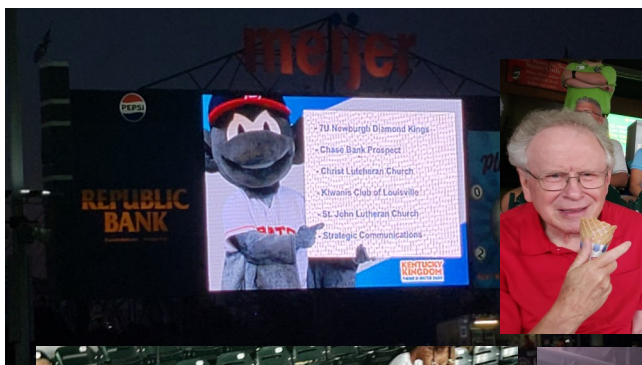 meijer
PEPSI
REPUBLIC
BANK
- 7U Newburgh Diamond Kings
- Chase Bank Prospect
- Christ Lutheran Church
- Kiwanis Club of Louisville
- St. John Lutheran Church
- Strategic Communications
KENTUCKY
KINGDOM